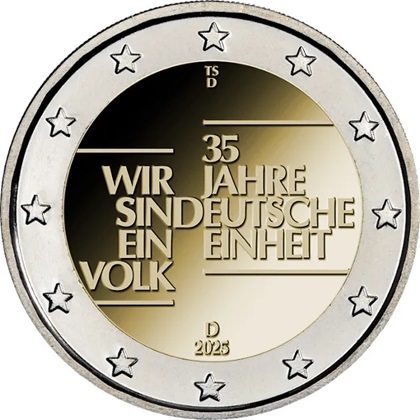 TS
D
35
WIR JAHRE
SINDEUTSCHE
EIN EINHEIT
VOLK
D
2025